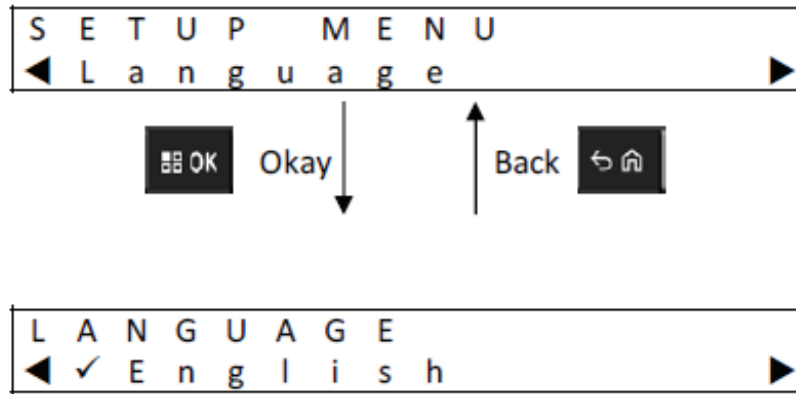 SETUP MENU
◀ Language ▶
OK Okay Back
LANGUAGE
◀ ✓ English ▶